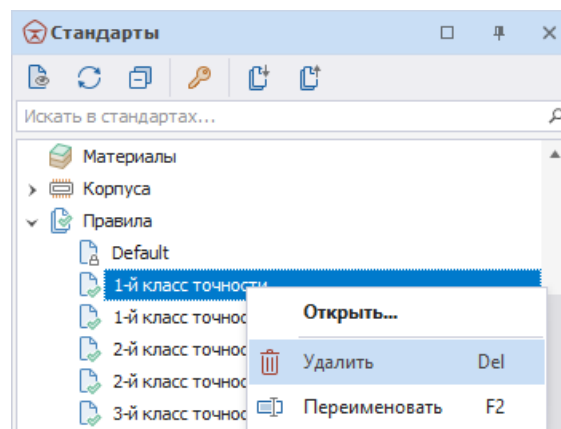 Стандарты
Искать в стандартах...
Материалы
Корпуса
Правила
Default
1-й класс точности
1-й класс точнос
Открыть...
2-й класс точнос
Удалить Del
2-й класс точнос
3-й класс точнос
Переименовать F2